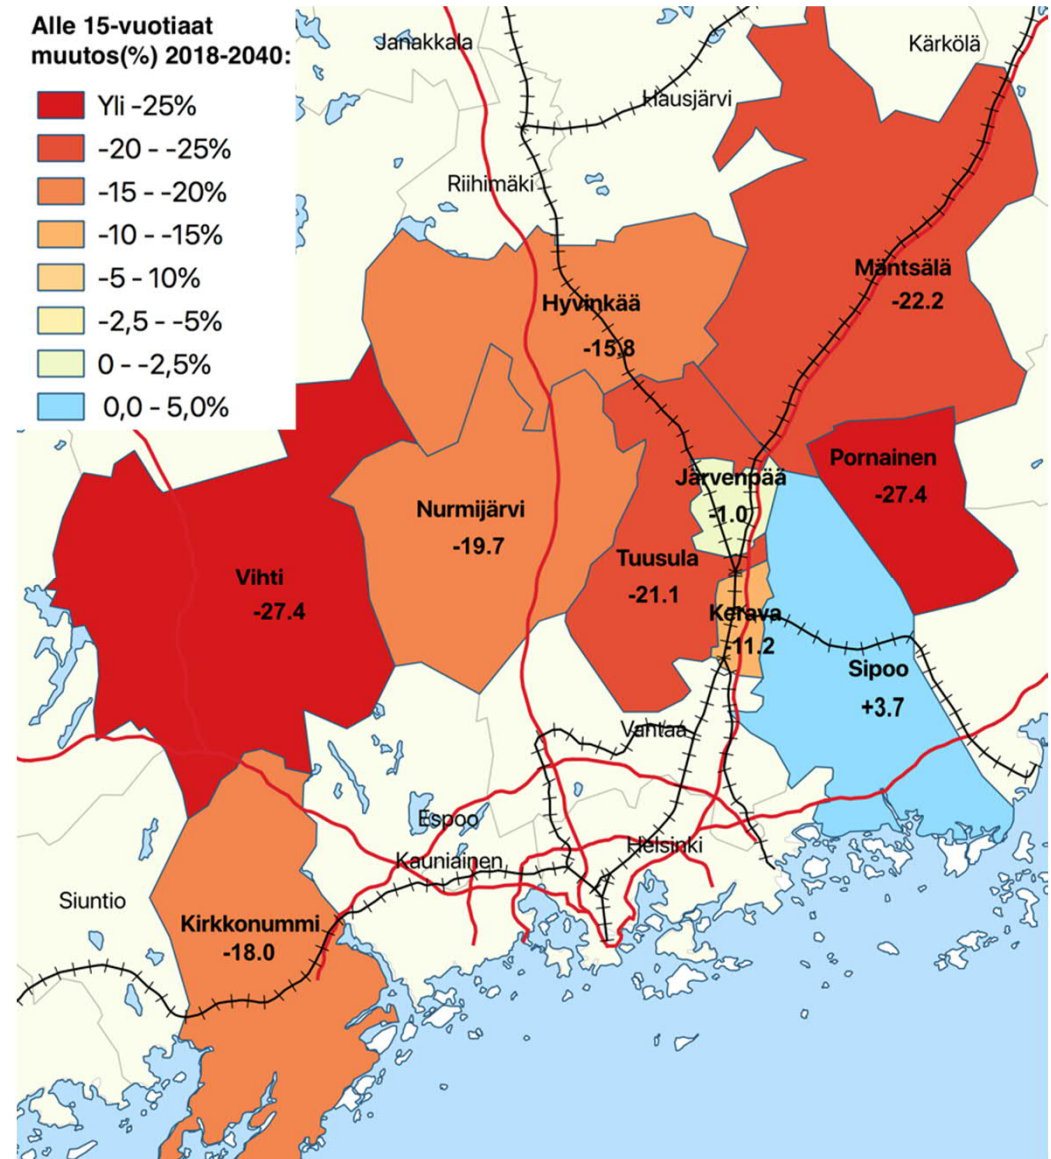 Alle 15-vuotiaat
muutos(%) 2018-2040:
Yli -25%
-20 - -25%
-15 - -20%
-10 - -15%
-5 - 10%
-2,5 - -5%
0 - -2,5%
0,0 - 5,0%
Janakkala
Kärkölä
Hausjärvi
Riihimäki
Mäntsälä
-22.2
Hyvinkää
-15,8
Pornainen
-27.4
Järvenpää
-1.0
Nurmijärvi
-19.7
Tuusula
-21.1
Vihti
-27.4
Kerava
-11.2
Sipoo
+3.7
Vantaa
Espoo
Helsinki
Kauniainen
Siuntio
Kirkkonummi
-18.0